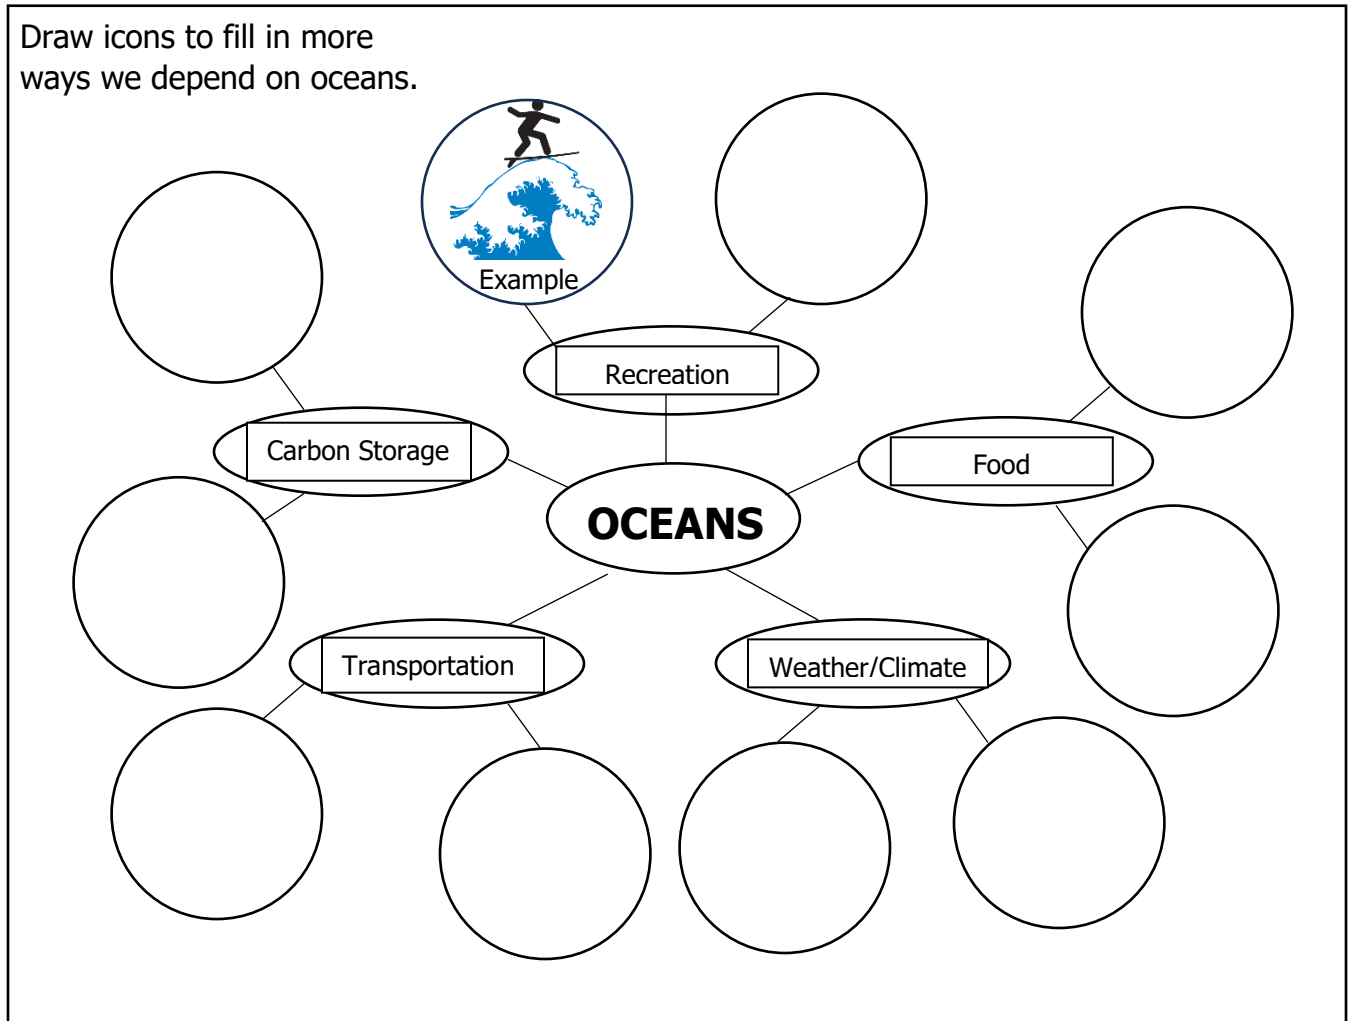 Draw icons to fill in more
ways we depend on oceans.
Example
Recreation
Carbon Storage
Food
OCEANS
Transportation
Weather/Climate